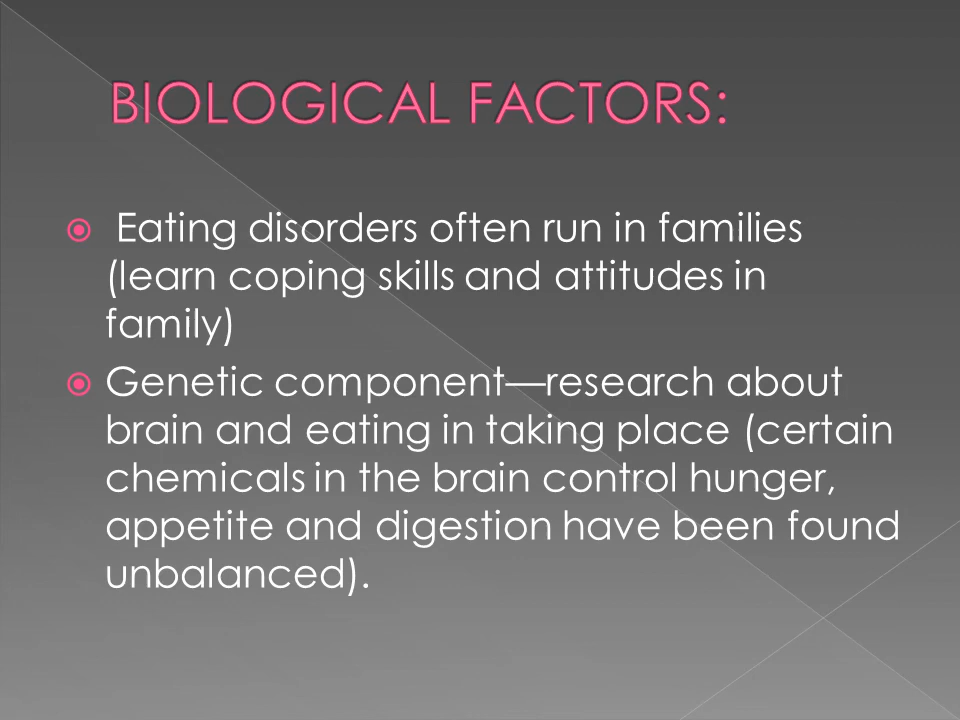 BIOLOGICAL FACTORS:
Eating disorders often run in families
(learn coping skills and attitudes in
family)
Genetic component—research about
brain and eating in taking place (certain
chemicals in the brain control hunger,
appetite and digestion have been found
unbalanced).